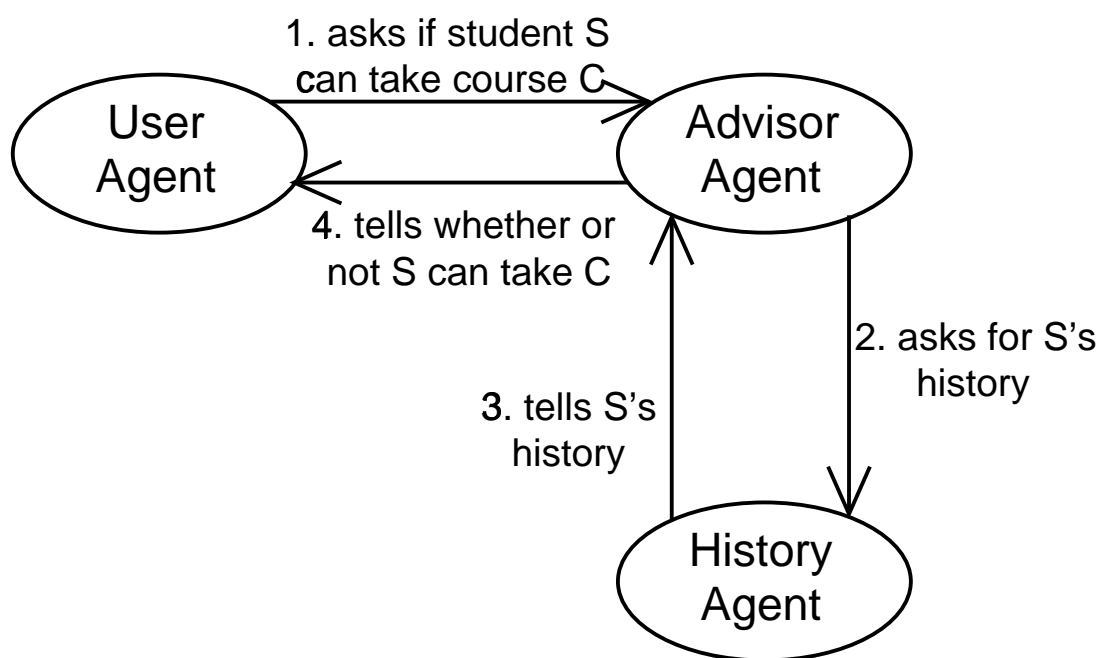 1. asks if student S
can take course C
User
Agent
Advisor
Agent
4. tells whether or
not S can take C
2. asks for S's
history
3. tells S's
history
History
Agent